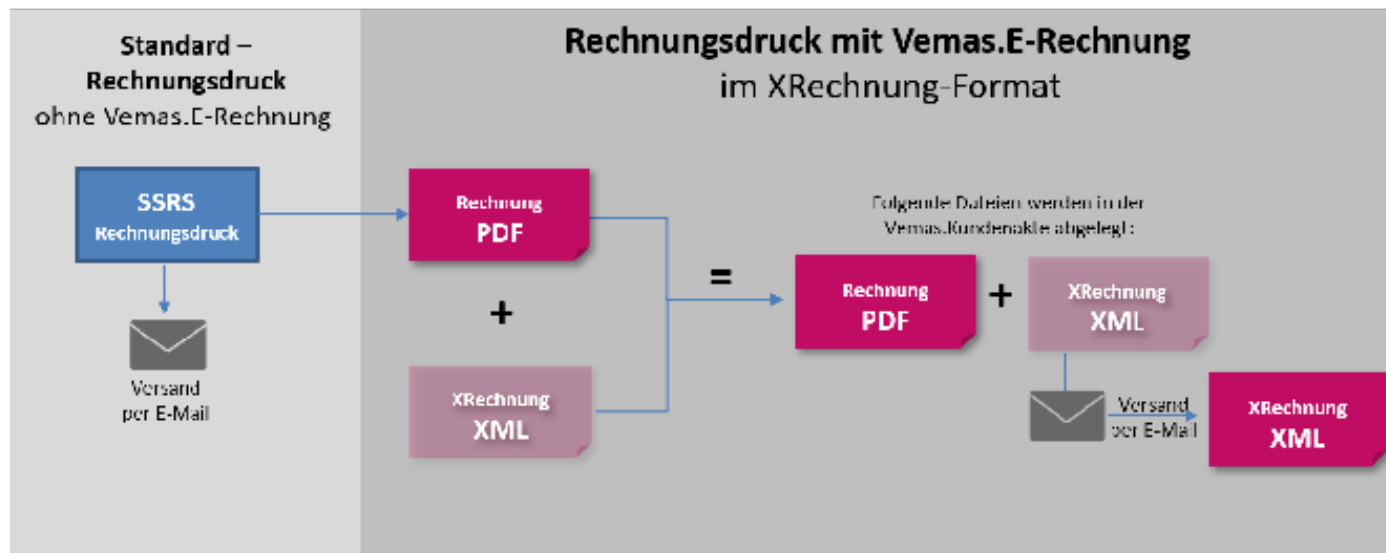 Standard –
Rechnungsdruck
ohne Vemas.E-Rechnung
SSRS
Rechnungsdruck
Versand
per E-Mail
Rechnungsdruck mit Vemas.E-Rechnung
im XRechnung-Format
Rechnung
PDF
+
XRechnung
XML
=
Folgende Dateien werden in der
Vemas.Kundenakte abgelegt:
Rechnung
PDF
+
XRechnung
XML
Versand
per E-Mail
XRechnung
XML